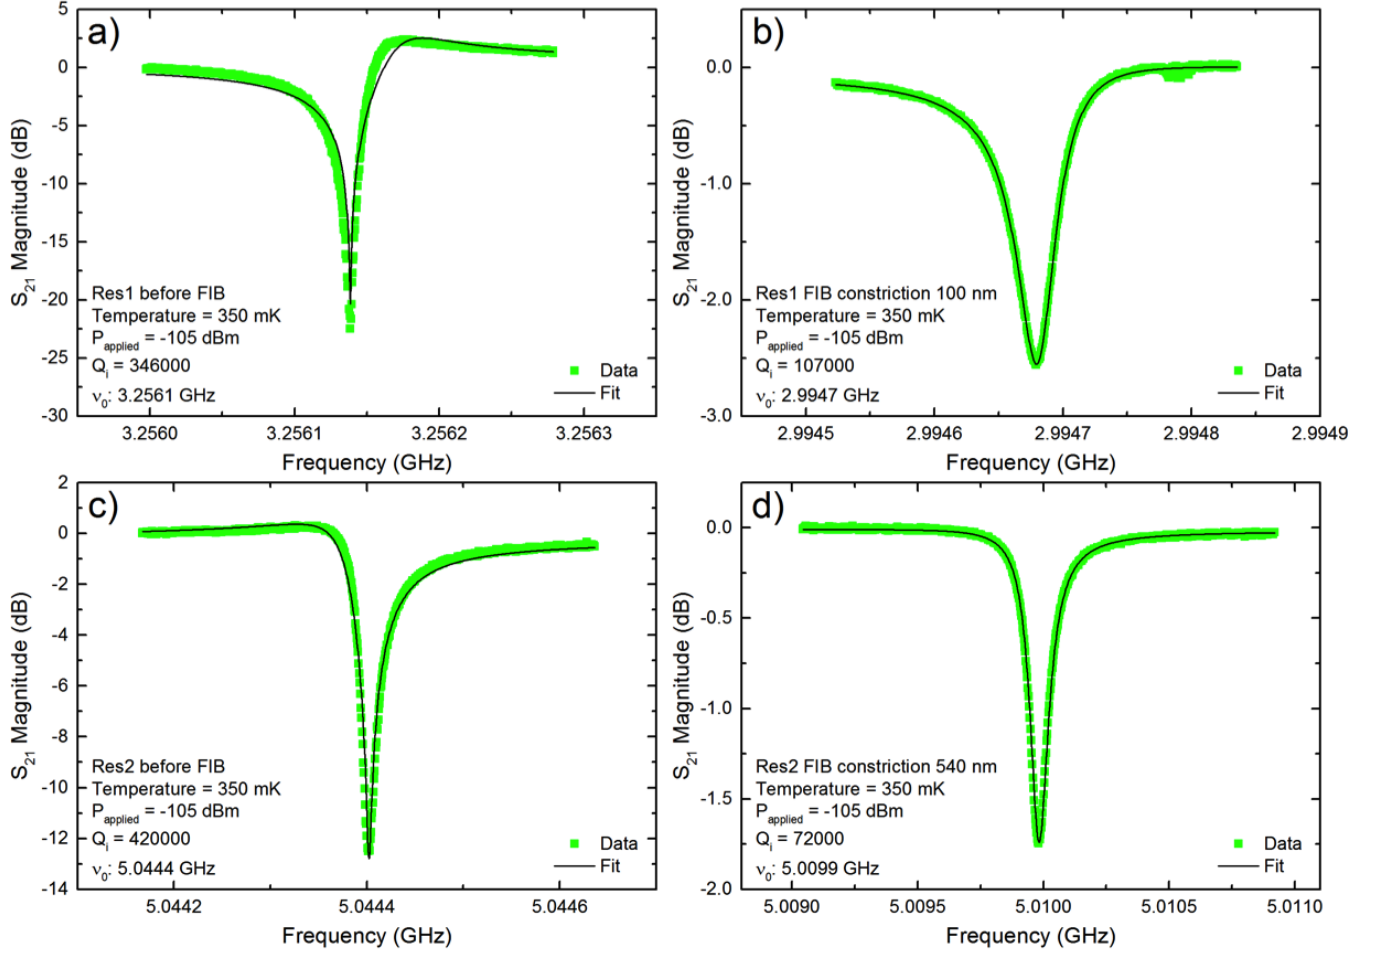 a)
5
0
-5
-10
-15
-20
-25
-30
S21 Magnitude (dB)
Res1 before FIB
Temperature = 350 mK
Papplied = -105 dBm
Qi = 346000
ν0: 3.2561 GHz
Data
Fit
3.2560 3.2561 3.2562 3.2563
Frequency (GHz)
b)
0.0
-1.0
-2.0
-3.0
S21 Magnitude (dB)
Res1 FIB constriction 100 nm
Temperature = 350 mK
Papplied = -105 dBm
Qi = 107000
ν0: 2.9947 GHz
Data
Fit
2.9945 2.9946 2.9947 2.9948 2.9949
Frequency (GHz)
c)
2
0
-2
-4
-6
-8
-10
-12
-14
S21 Magnitude (dB)
Res2 before FIB
Temperature = 350 mK
Papplied = -105 dBm
Qi = 420000
ν0: 5.0444 GHz
Data
Fit
5.0442 5.0444 5.0446
Frequency (GHz)
d)
0.0
-0.5
-1.0
-1.5
-2.0
S21 Magnitude (dB)
Res2 FIB constriction 540 nm
Temperature = 350 mK
Papplied = -105 dBm
Qi = 72000
ν0: 5.0099 GHz
Data
Fit
5.0090 5.0095 5.0100 5.0105 5.0110
Frequency (GHz)